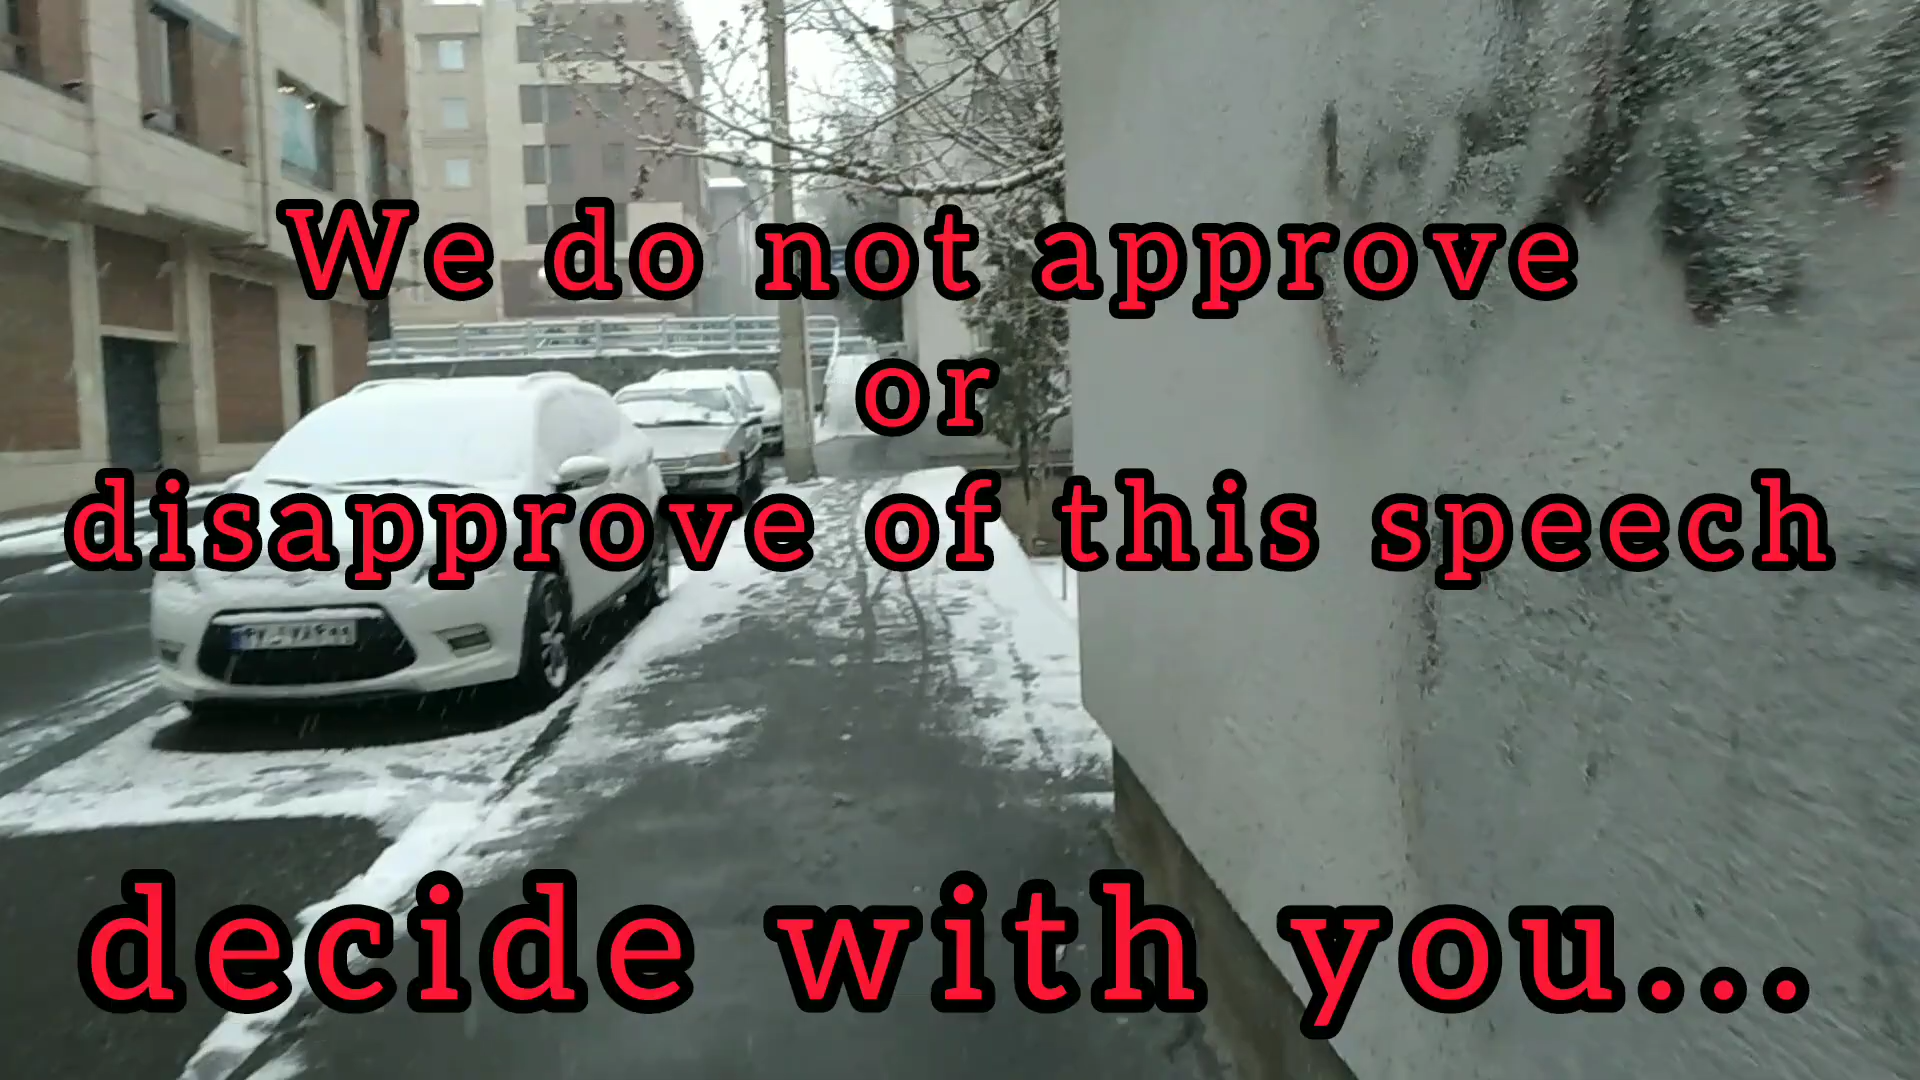 We do not approve
or
disapprove of this speech
decide with you...